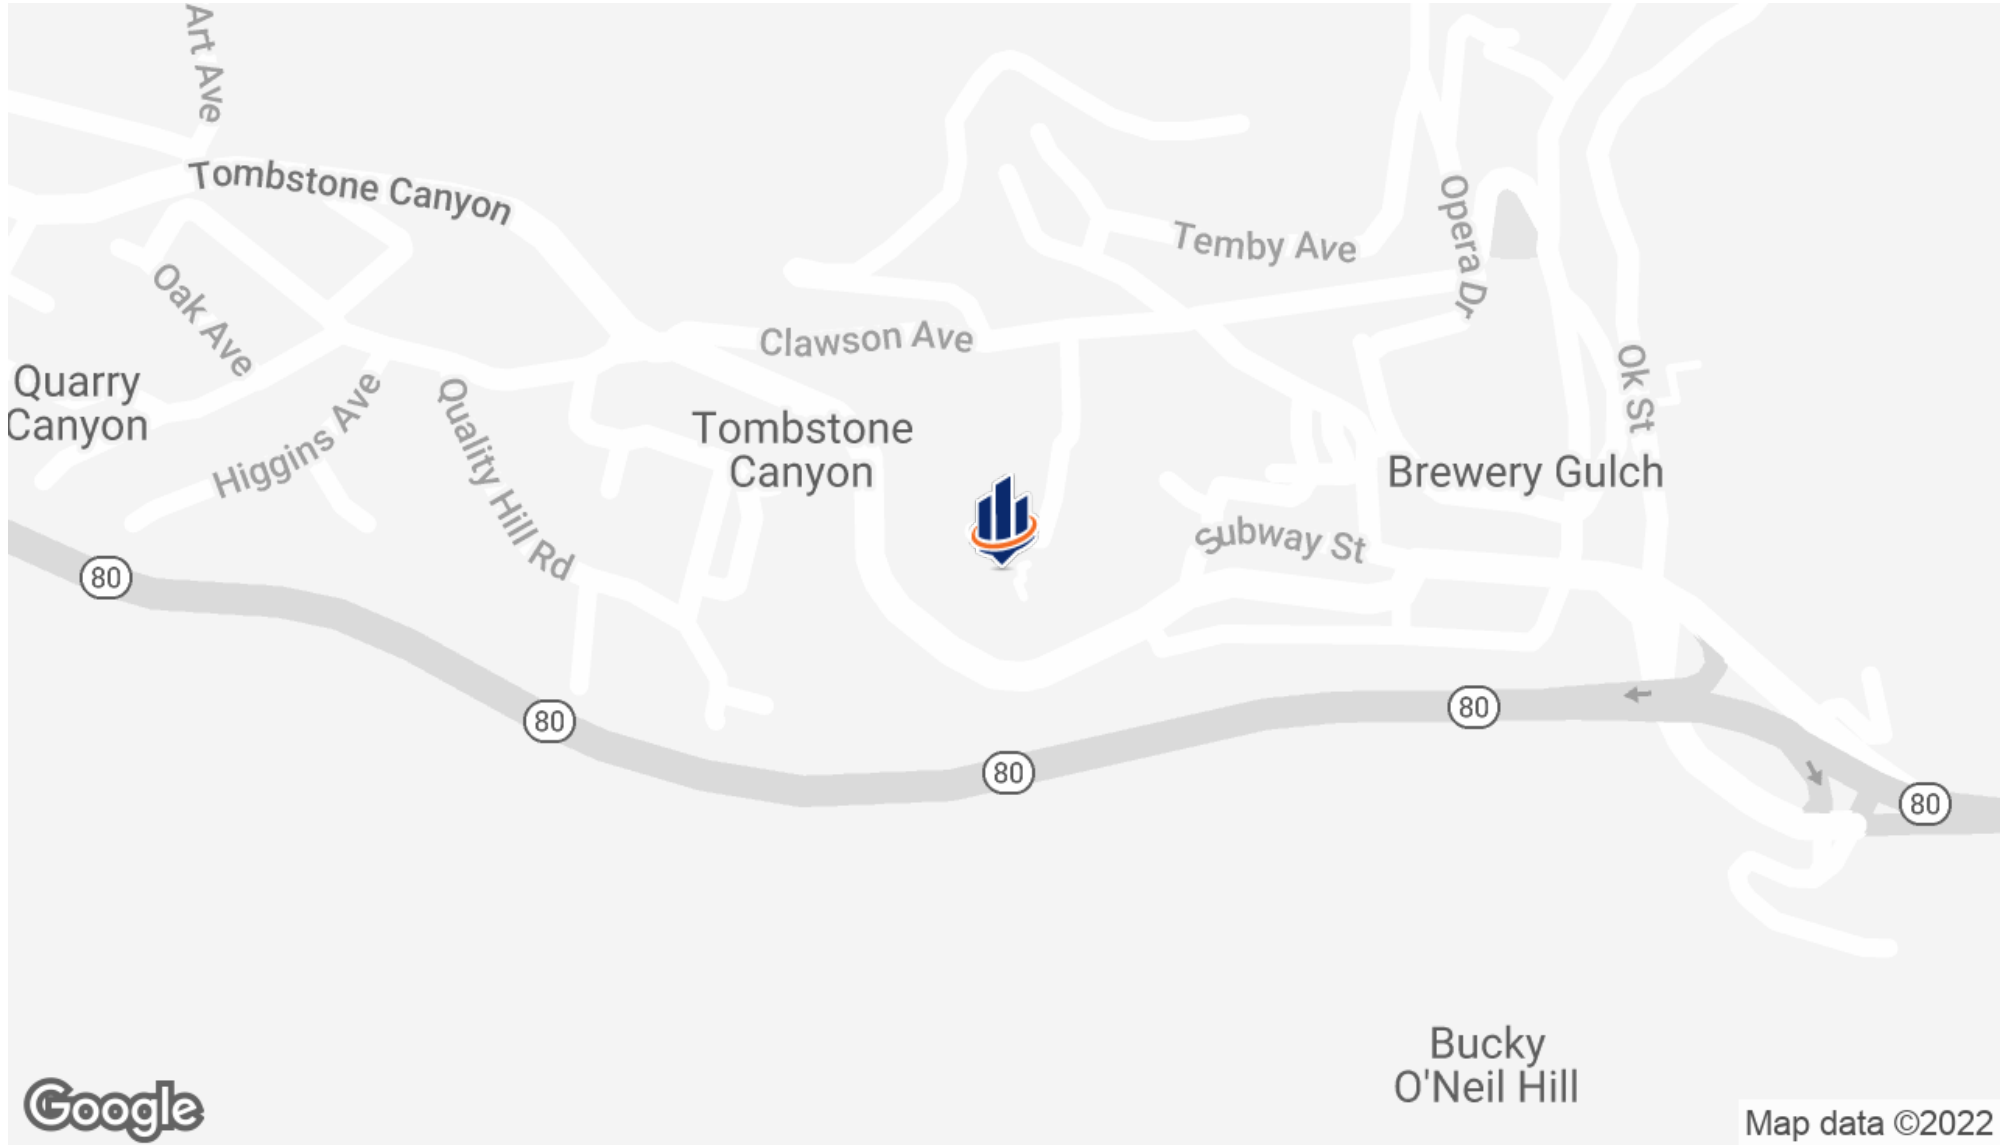 Art Ave
Tombstone Canyon
Opera Dr
Temby Ave
Oak Ave
Clawson Ave
Ok St
Quarry
Canyon
Higgins Ave
Quality Hill Rd
Tombstone
Canyon
Brewery Gulch
Subway St
80
80
80
80
80
Bucky
O'Neil Hill
Google
Map data ©2022